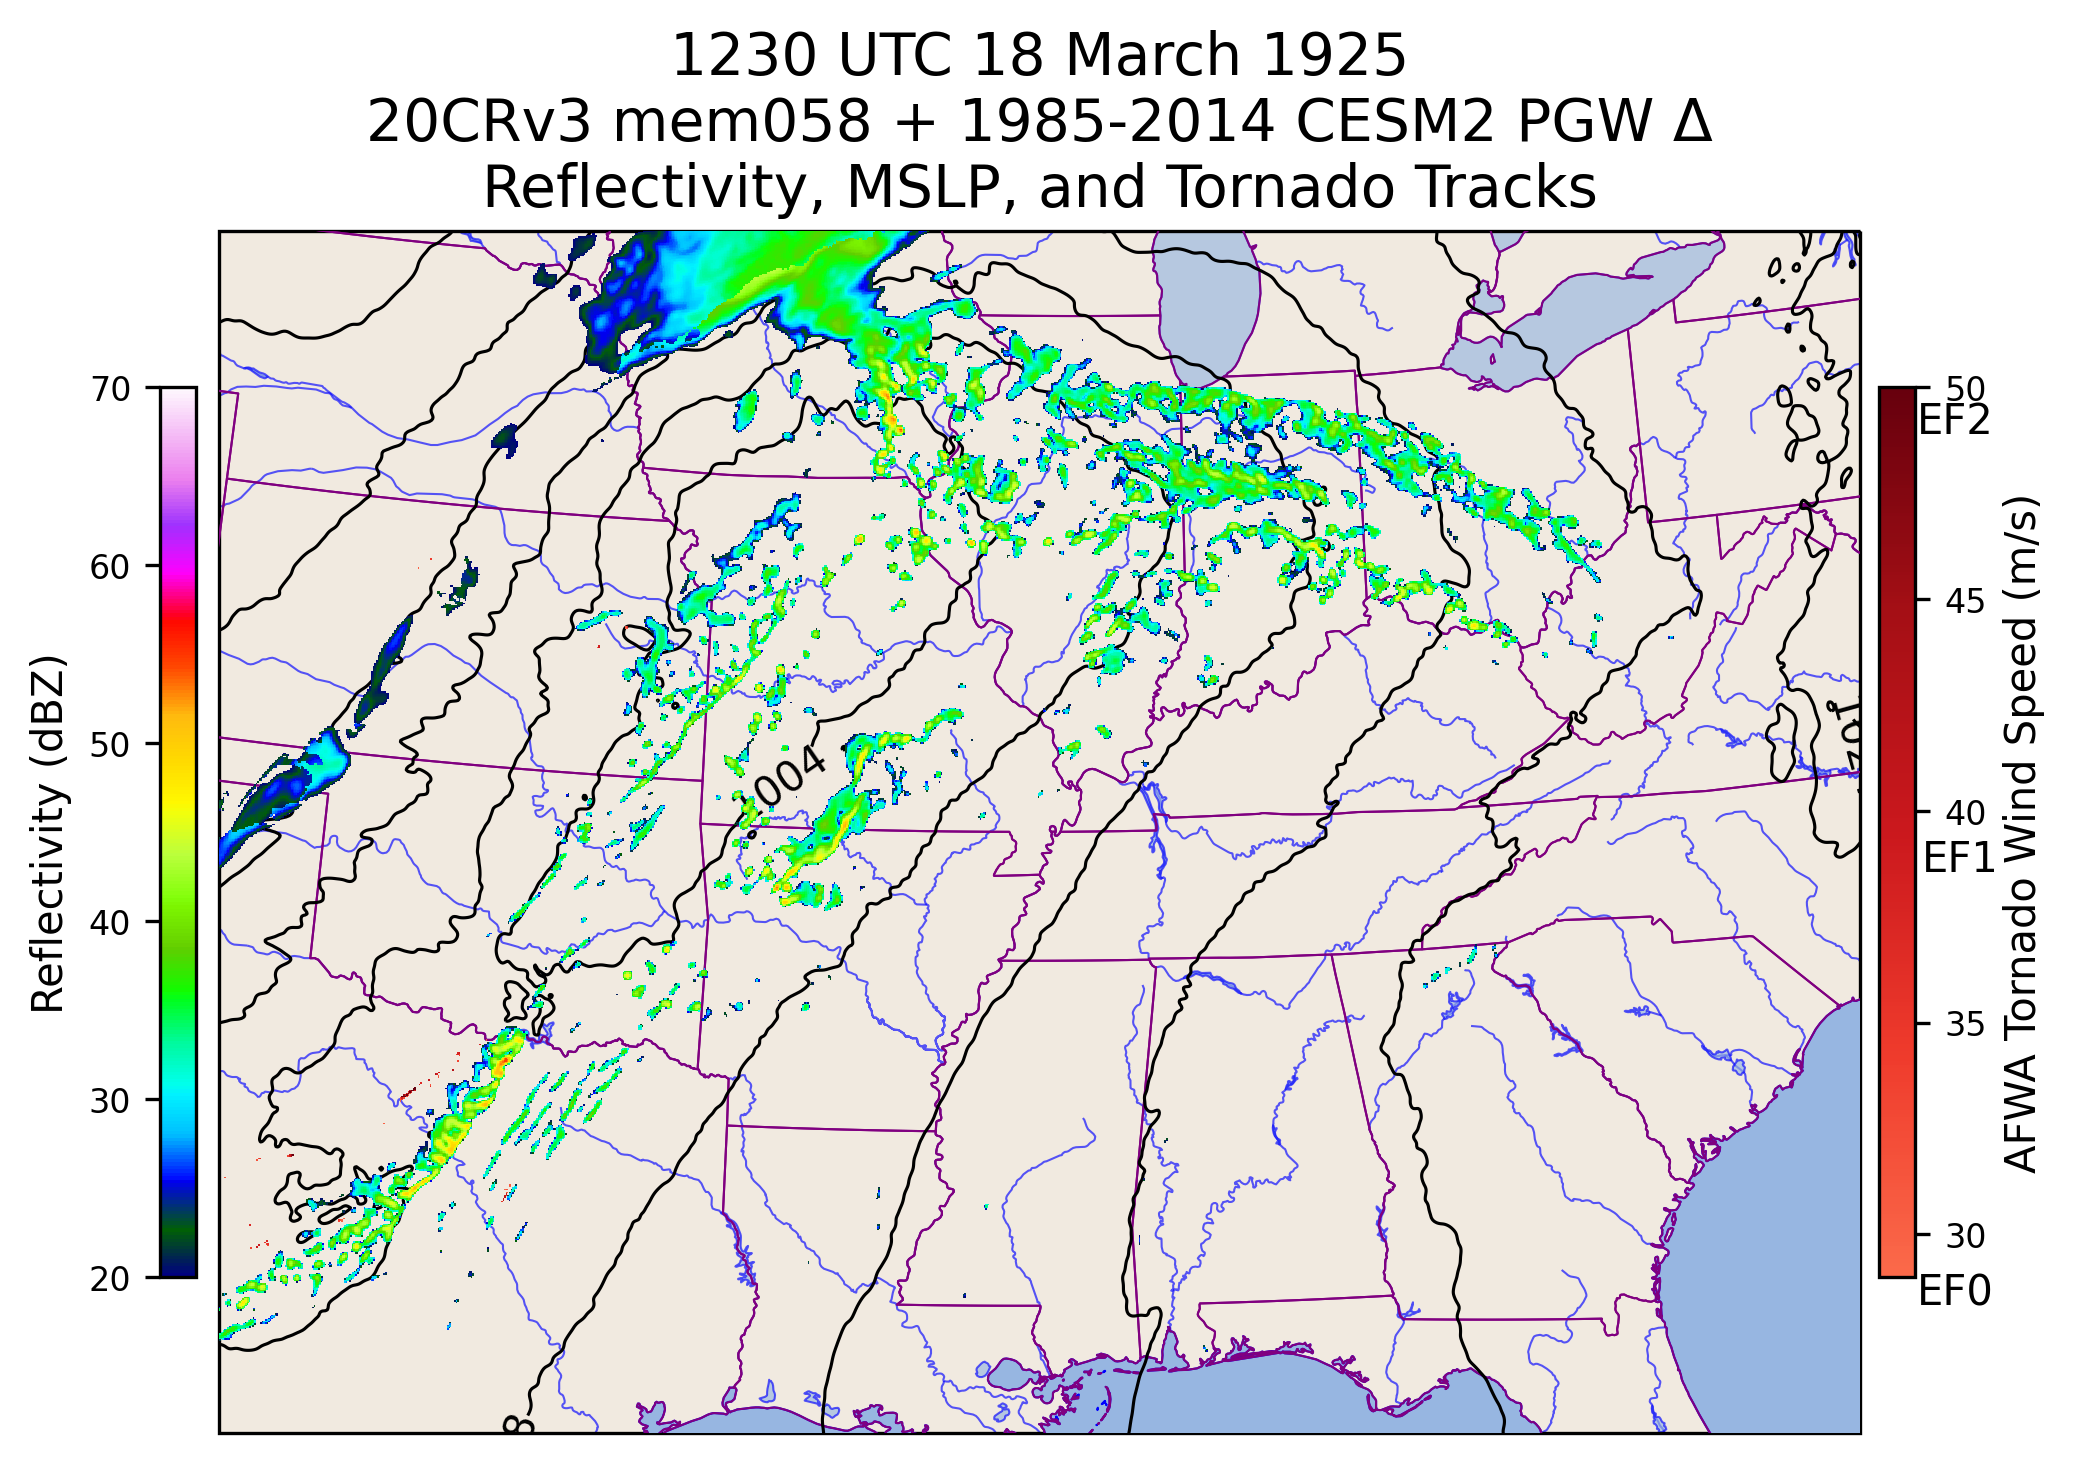 1230 UTC 18 March 1925
20CRv3 mem058 + 1985-2014 CESM2 PGW Δ
Reflectivity, MSLP, and Tornado Tracks
Reflectivity (dBZ)
70
60
50
40
30
20
1004
8
102
50
EF2
45
40
EF1
35
30
EF0
AFWA Tornado Wind Speed (m/s)